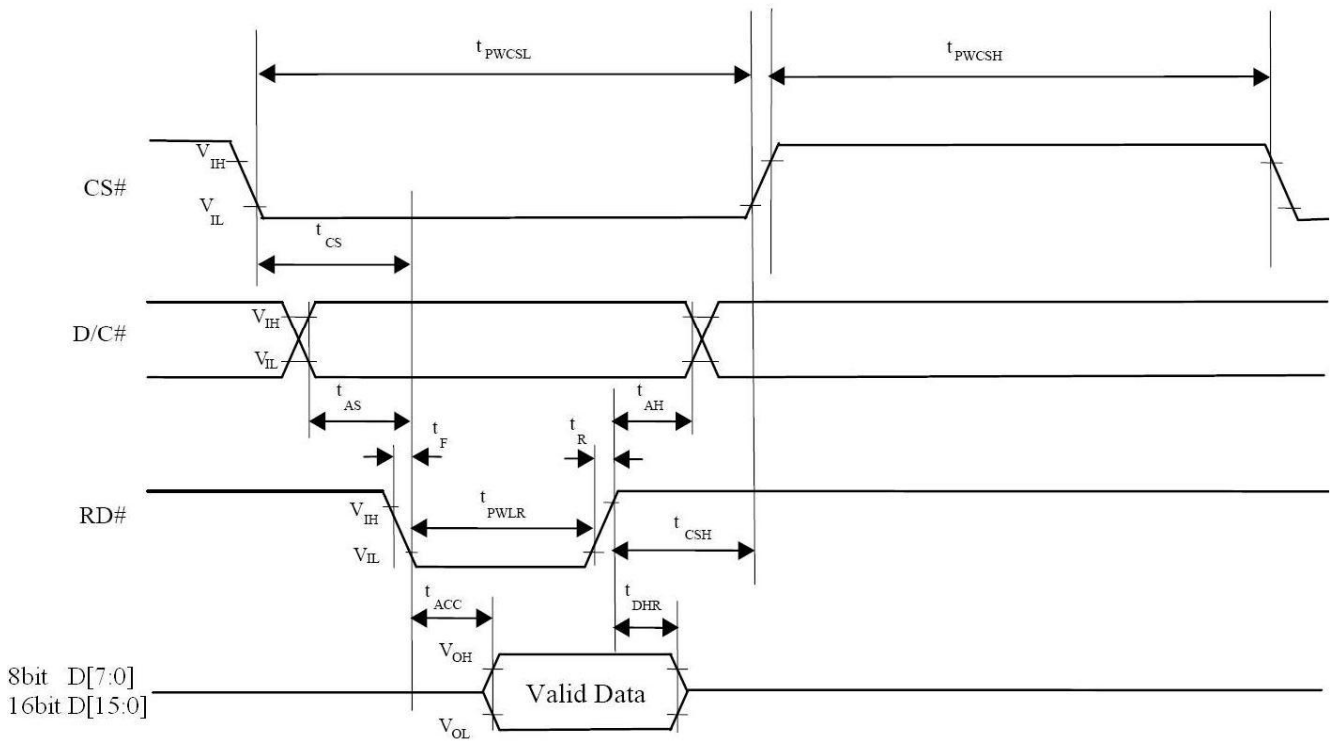 t PWCSL
t PWCSH
V IH
CS#
V IL
t CS
V IH
D/C#
V IL
t AS
t AH
t F
t R
V IH
t PWLR
RD#
V IL
t CSH
t ACC
t DHR
V OH
8bit D[7:0]
Valid Data
16bit D[15:0]
V OL